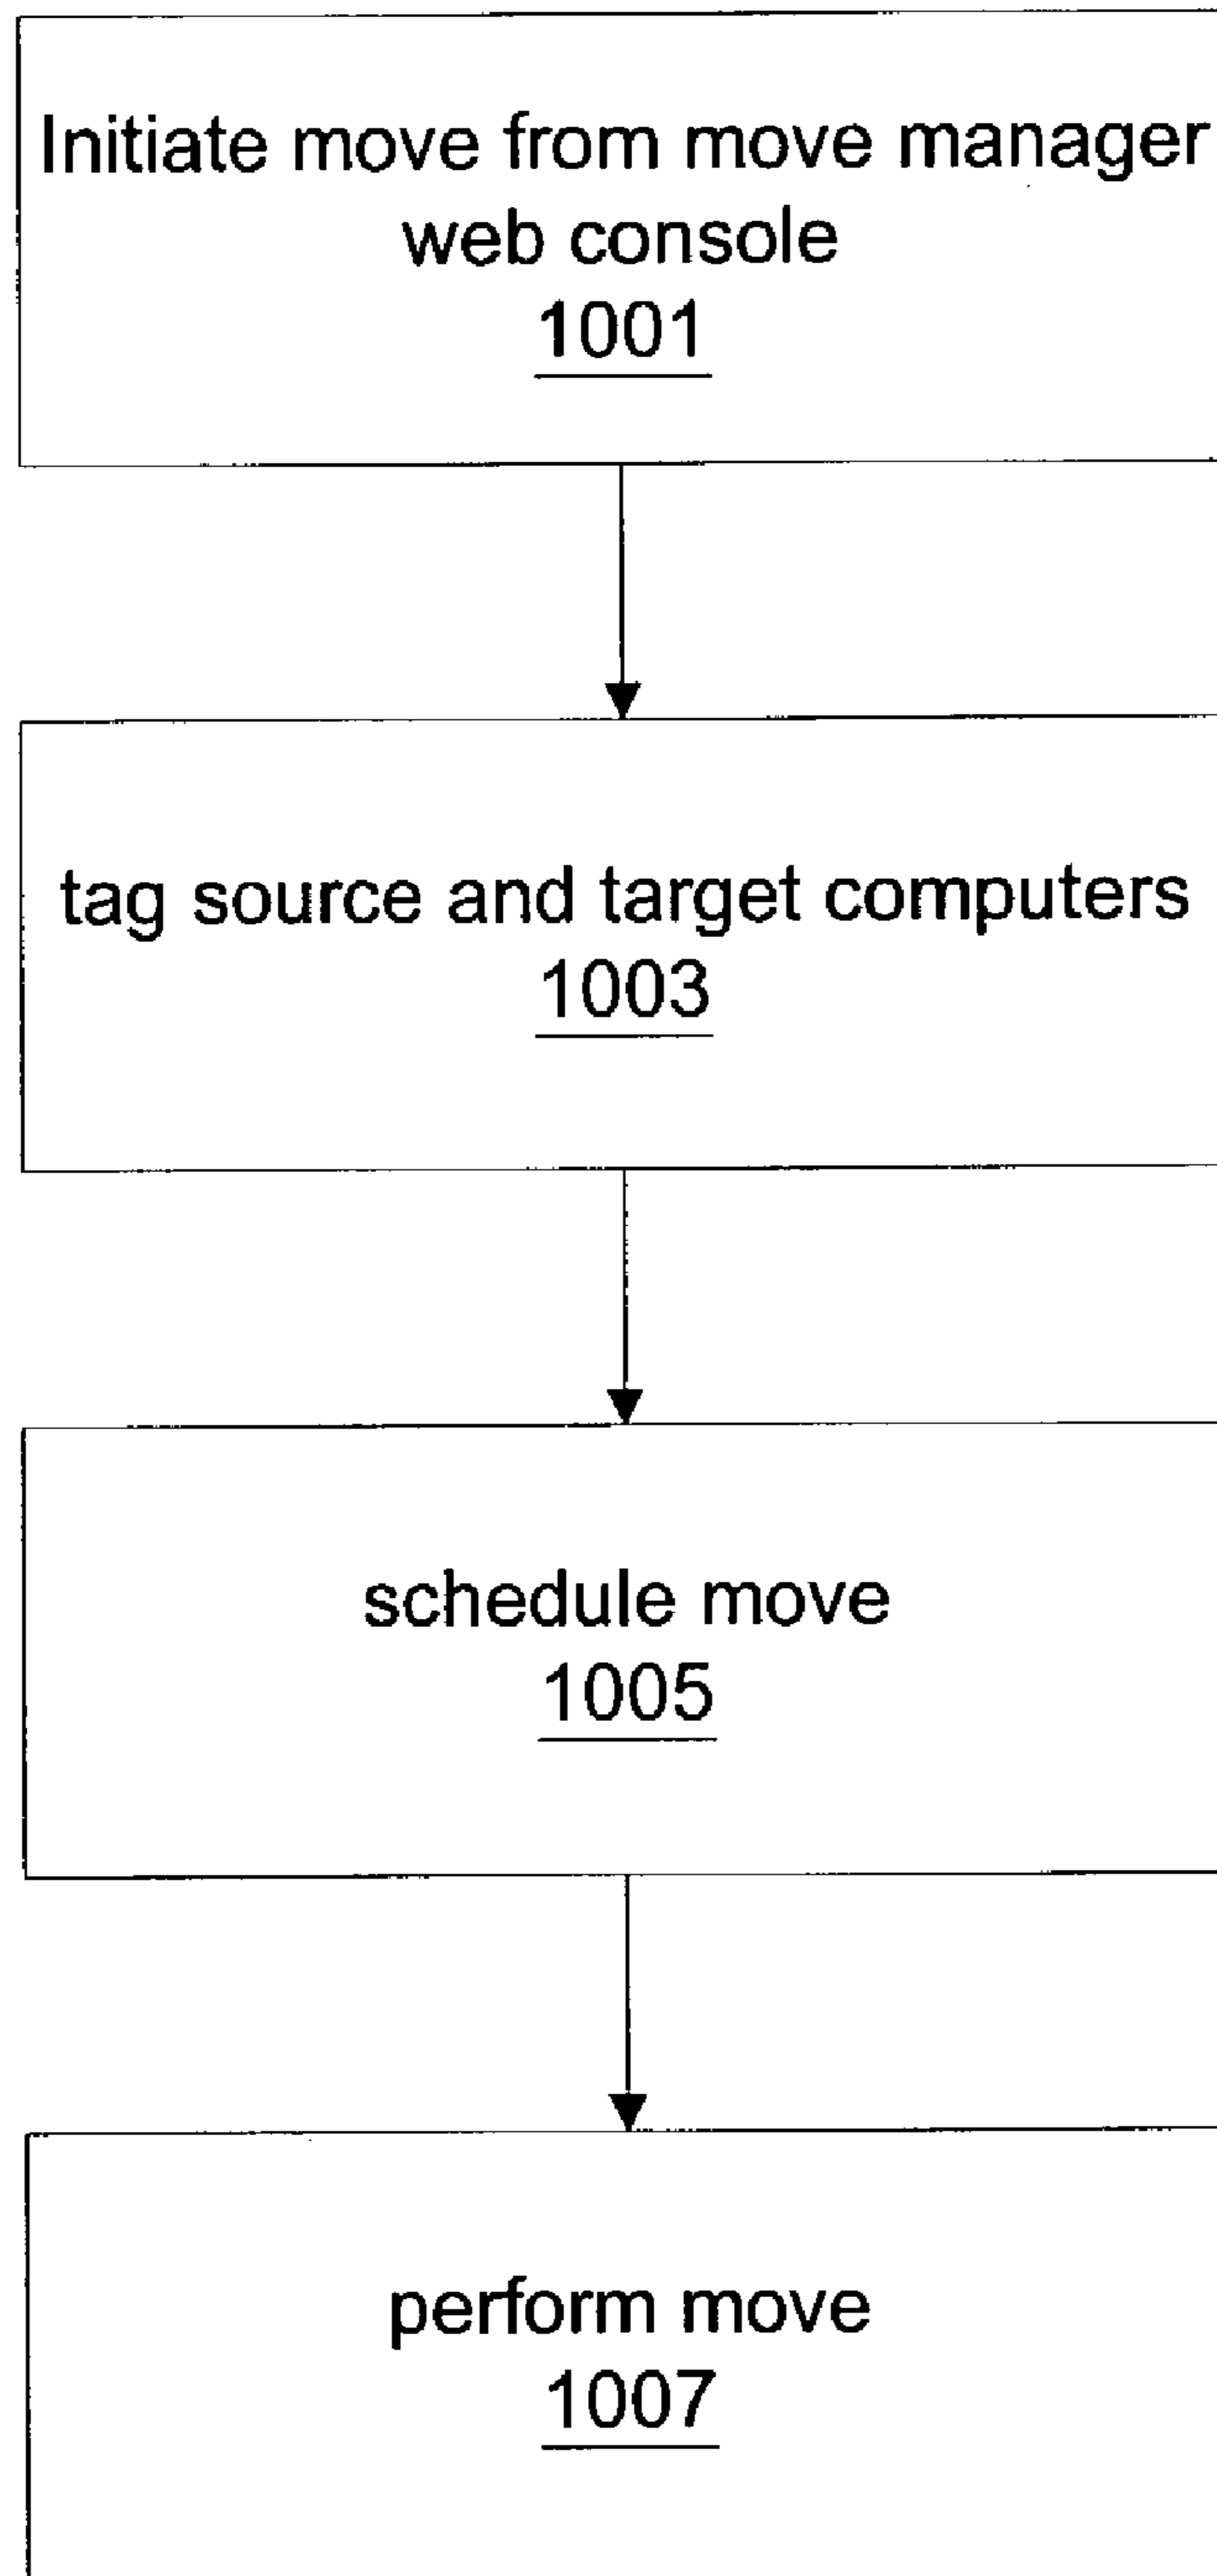 Initiate move from move manager
web console
1001
tag source and target computers
1003
schedule move
1005
perform move
1007